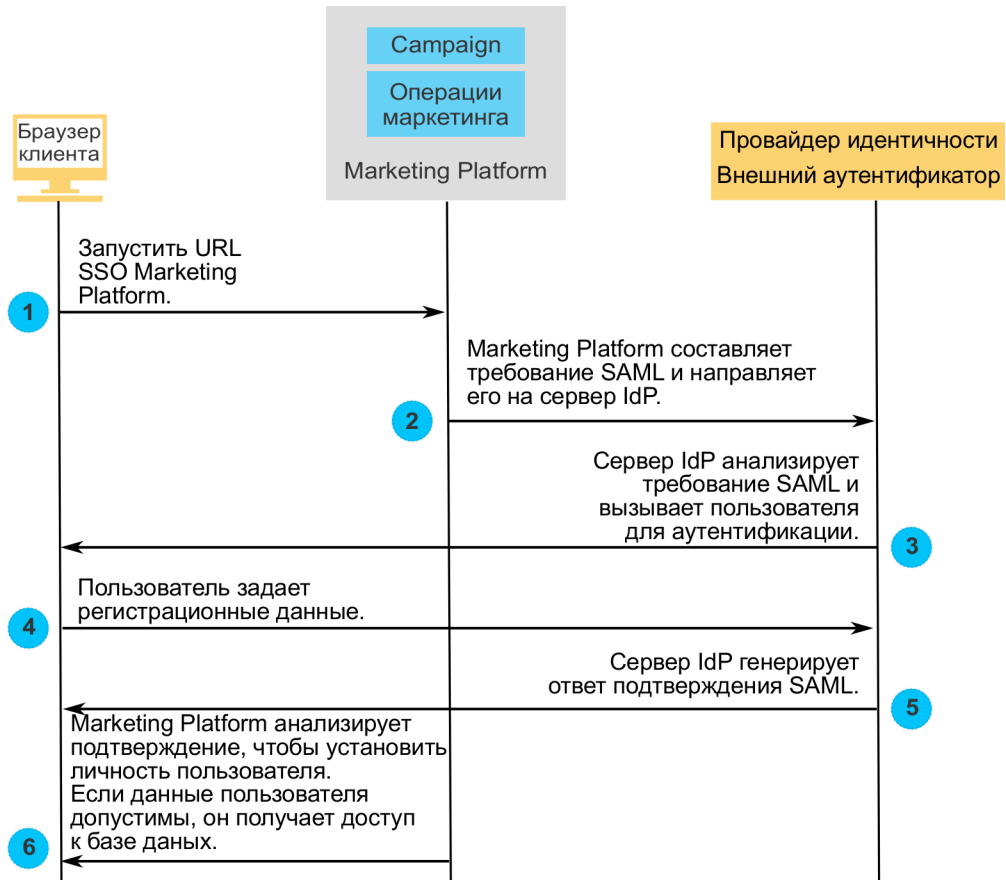 Campaign
Операции
маркетинга
Marketing Platform
Браузер
клиента
Провайдер идентичности
Внешний аутентификатор
Запустить URL
SSO Marketing
Platform.
1
Marketing Platform составляет
требование SAML и направляет
его на сервер IdP.
2
Сервер IdP анализирует
требование SAML и
вызывает пользователя
для аутентификации.
3
Пользователь задает
регистрационные данные.
4
Сервер IdP генерирует
ответ подтверждения SAML.
5
Marketing Platform анализирует
подтверждение, чтобы установить
личность пользователя.
Если данные пользователя
допустимы, он получает доступ
к базе даных.
6